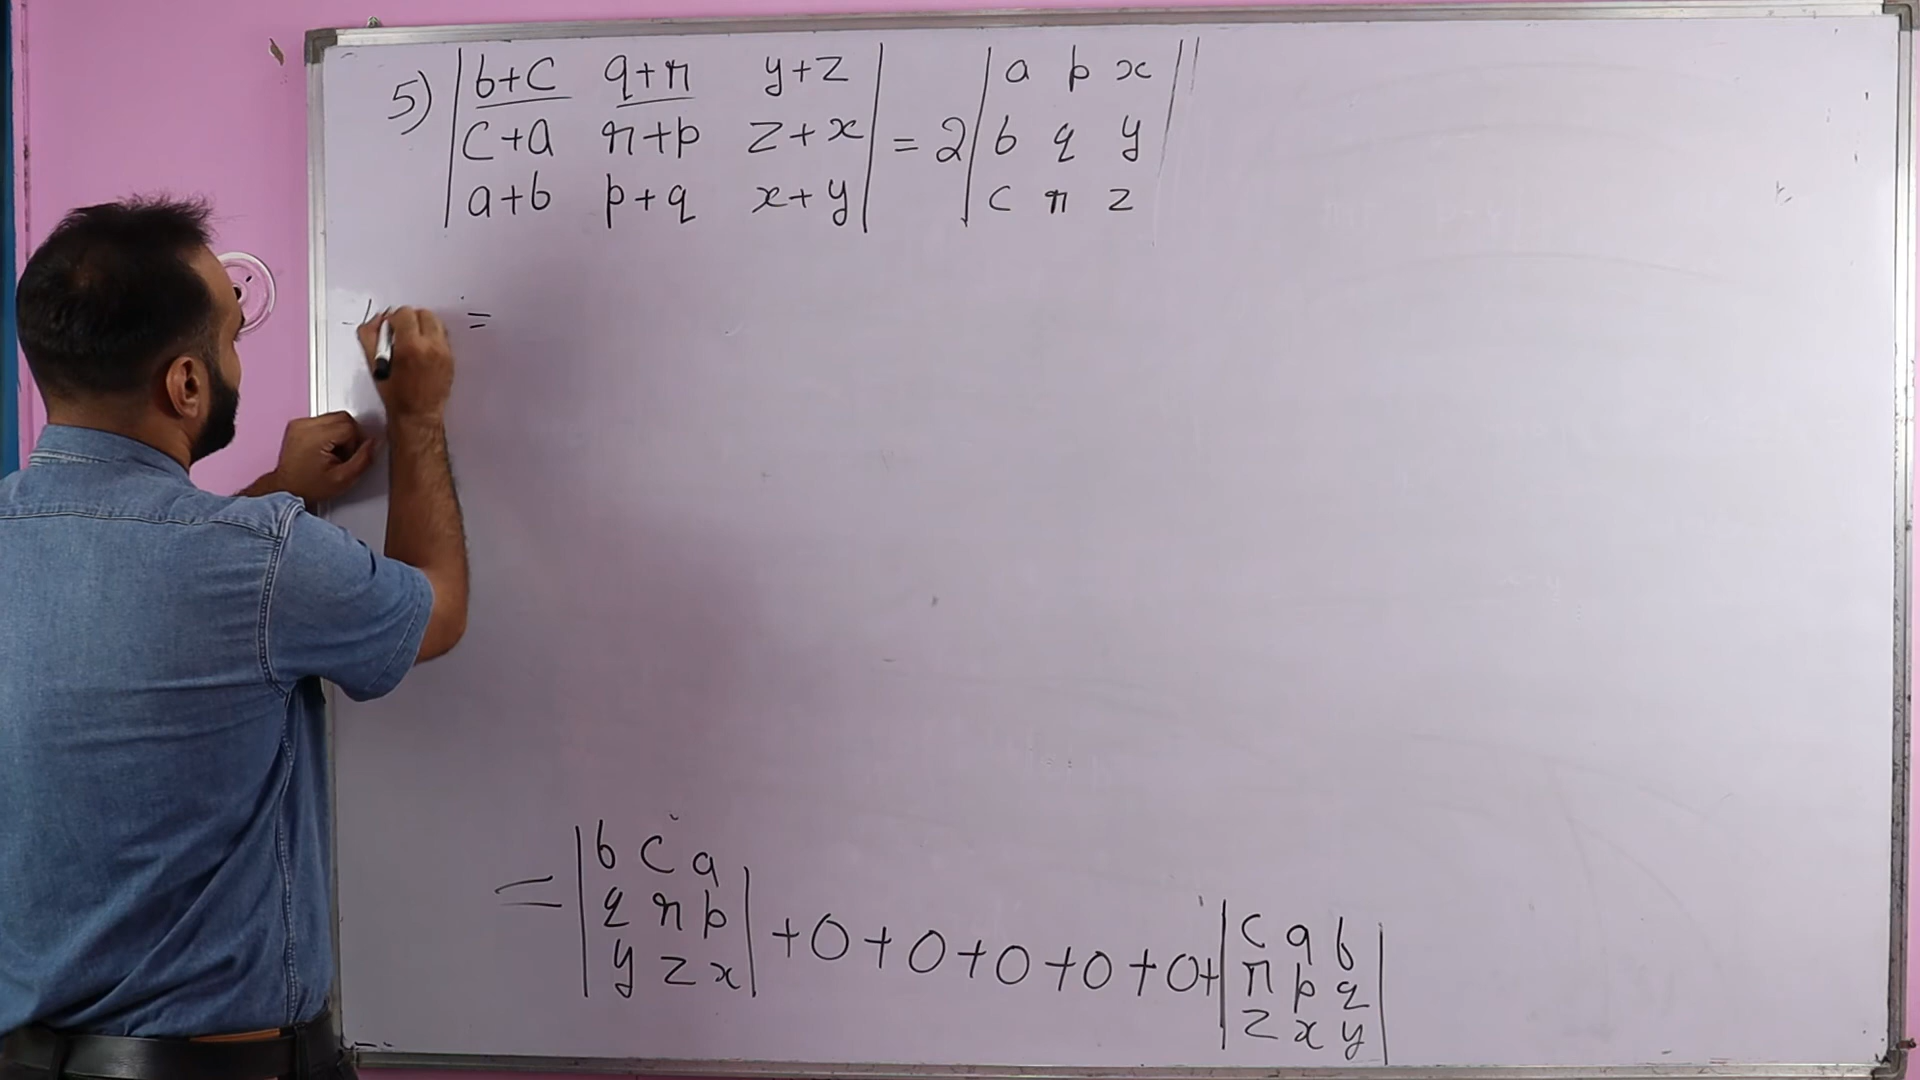 5) | b+c q+r y+z |
| c+a r+p z+x | = 2 | a p x |
| a+b p+q x+y | | b q y |
| c r z |
=
= | b c a |
| q r p | +0+0+0+0+0+ | c a b |
| y z x | | r p q |
| z x y |